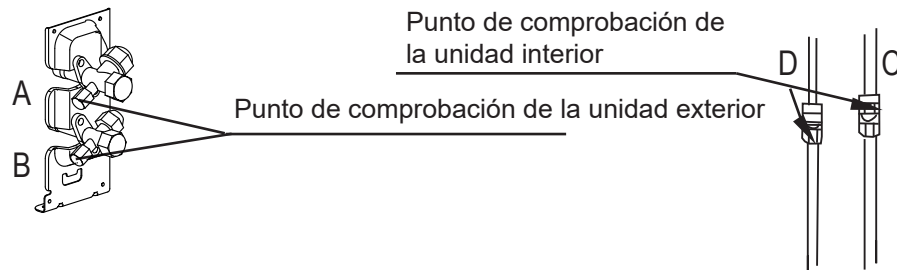 Punto de comprobación de
la unidad interior
D
C
A
Punto de comprobación de la unidad exterior
B